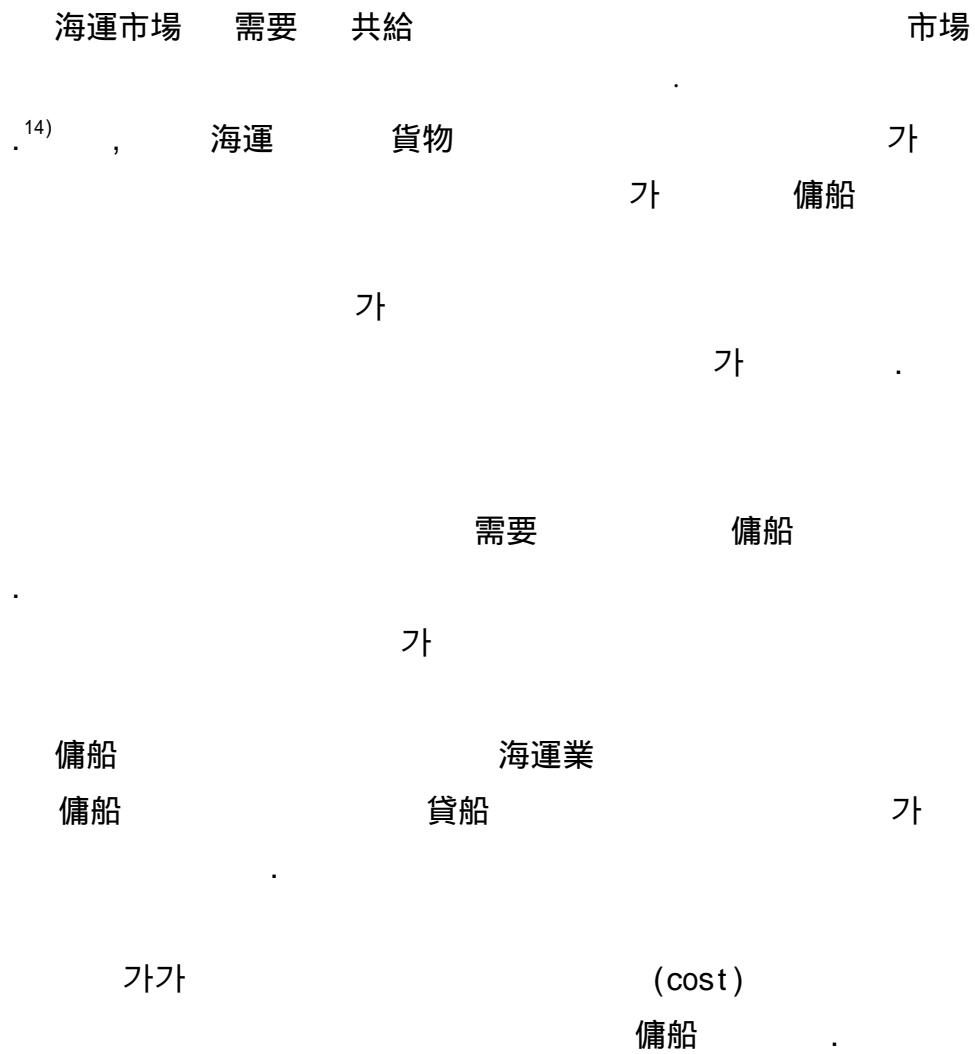 海運市場 需要 共給 市場
.
.14) , 海運 貨物 가
가 傭船
가
가 .
需要 傭船
.
가
傭船 海運業
傭船 貸船 가
.
가가 (cost)
傭船 .